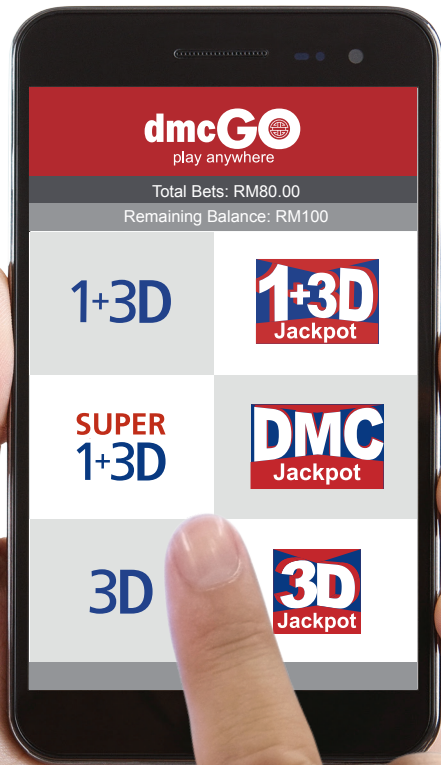 dmcGO
play anywhere
Total Bets: RM80.00
Remaining Balance: RM100
1+3D
1+3D
Jackpot
SUPER
1+3D
DMC
Jackpot
3D
3D
Jackpot